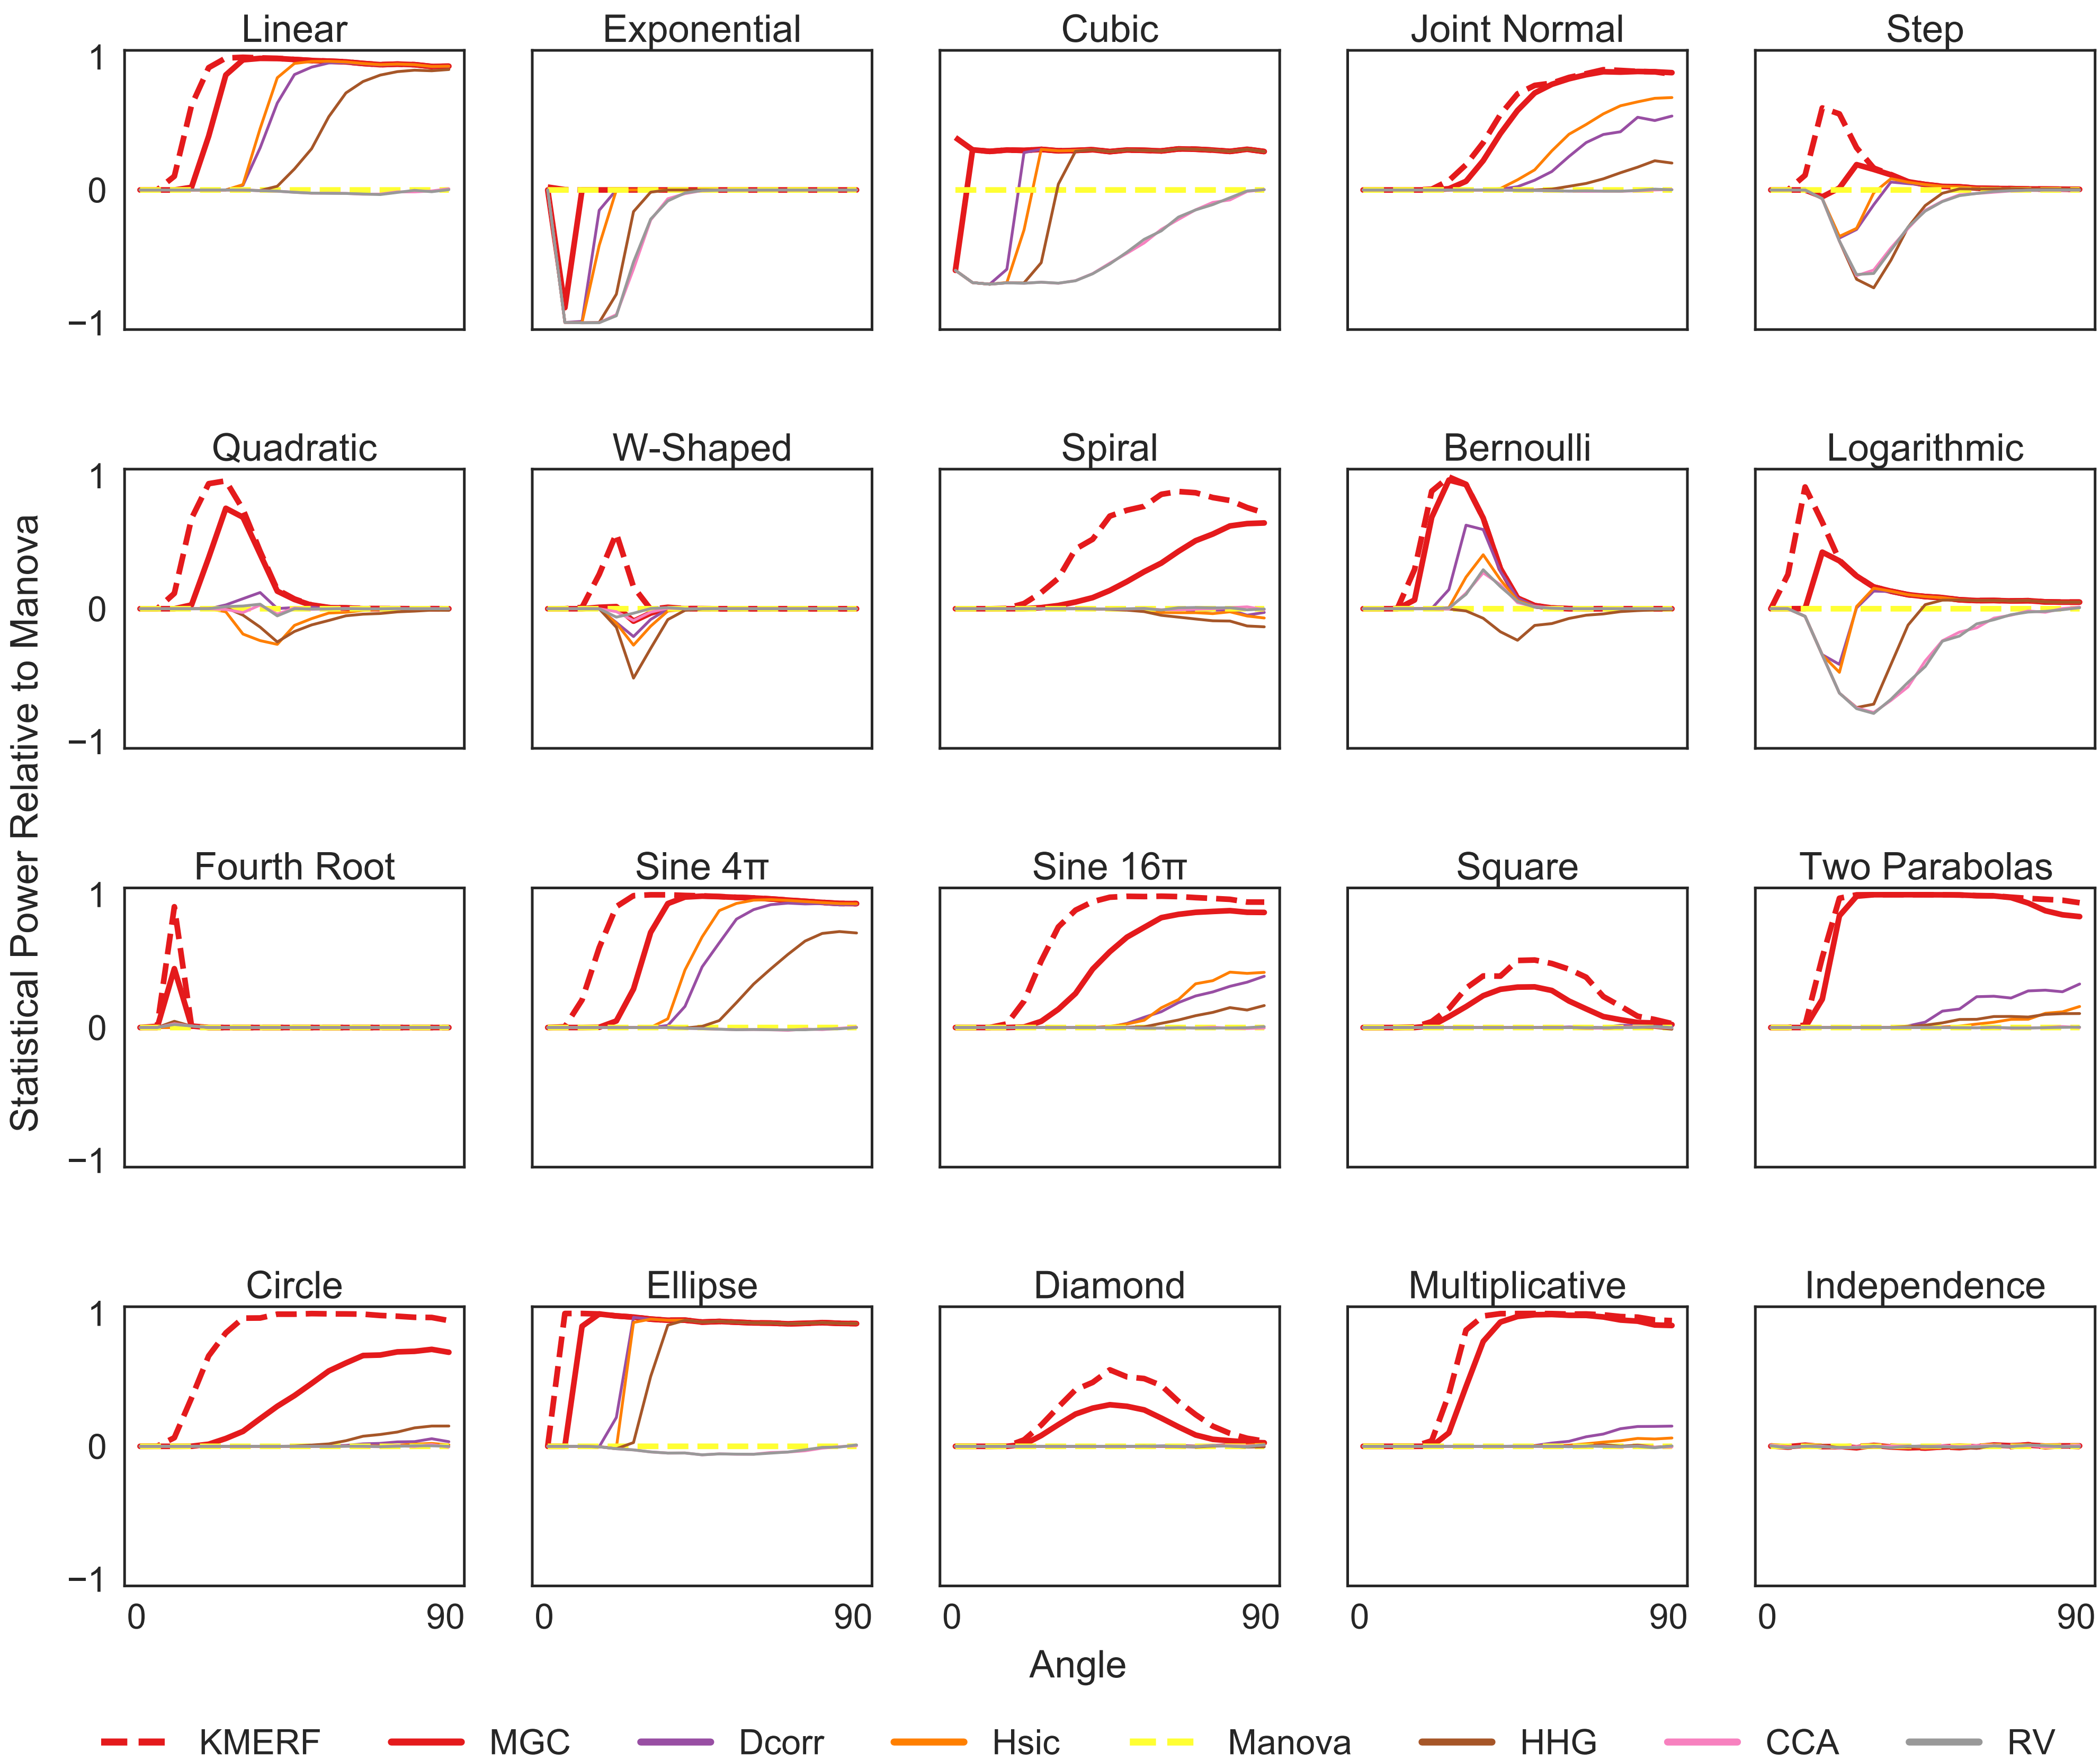 Linear Exponential Cubic Joint Normal Step
1
0
−1
Quadratic W-Shaped Spiral Bernoulli Logarithmic
1
0
−1
Fourth Root Sine 4π Sine 16π Square Two Parabolas
1
0
−1
Circle Ellipse Diamond Multiplicative Independence
1
0
−1
0 90 0 90 0 90 0 90 0 90
Statistical Power Relative to Manova
Angle
KMERF MGC Dcorr Hsic Manova HHG CCA RV